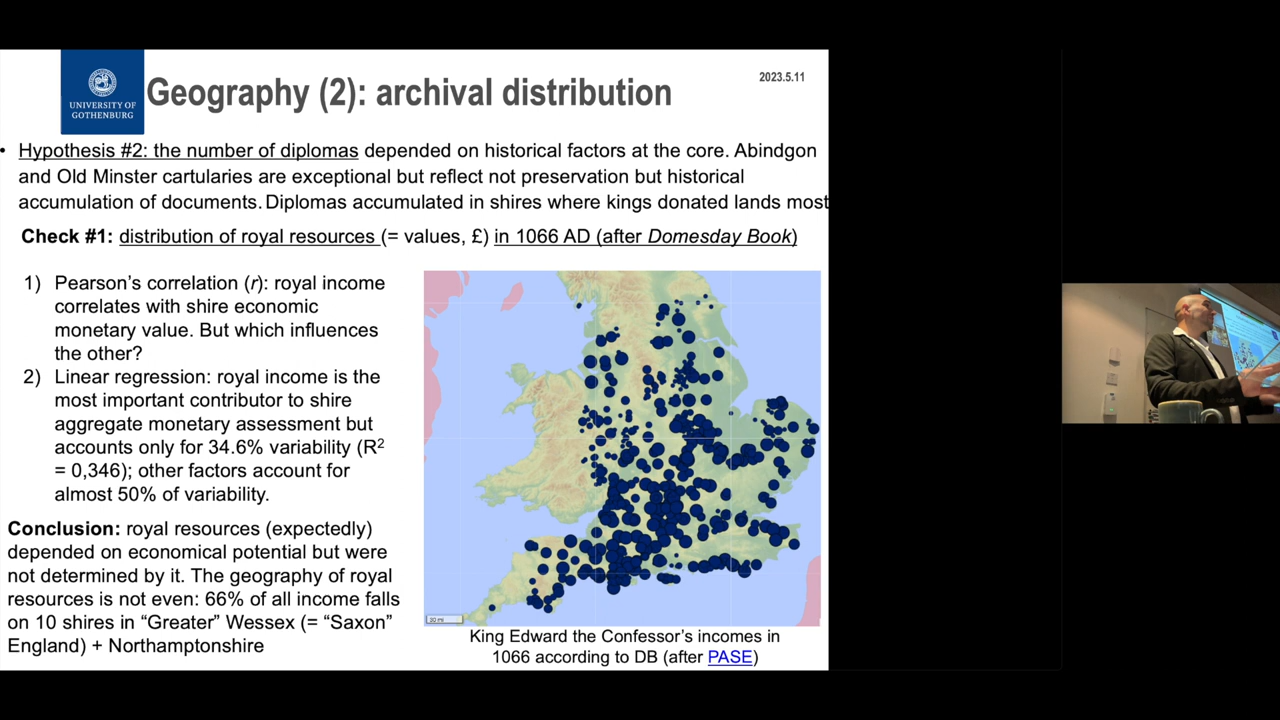 UNIVERSITY OF
GOTHENBURG
Geography (2): archival distribution
2023.5.11
• Hypothesis #2: the number of diplomas depended on historical factors at the core. Abindgon
and Old Minster cartularies are exceptional but reflect not preservation but historical
accumulation of documents. Diplomas accumulated in shires where kings donated lands most
Check #1: distribution of royal resources (= values, £) in 1066 AD (after Domesday Book)
1) Pearson's correlation (r): royal income
correlates with shire economic
monetary value. But which influences
the other?
2) Linear regression: royal income is the
most important contributor to shire
aggregate monetary assessment but
accounts only for 34.6% variability (R²
= 0,346); other factors account for
almost 50% of variability.
Conclusion: royal resources (expectedly)
depended on economical potential but were
not determined by it. The geography of royal
resources is not even: 66% of all income falls
on 10 shires in “Greater” Wessex (= “Saxon”
England) + Northamptonshire
King Edward the Confessor's incomes in
1066 according to DB (after PASE)